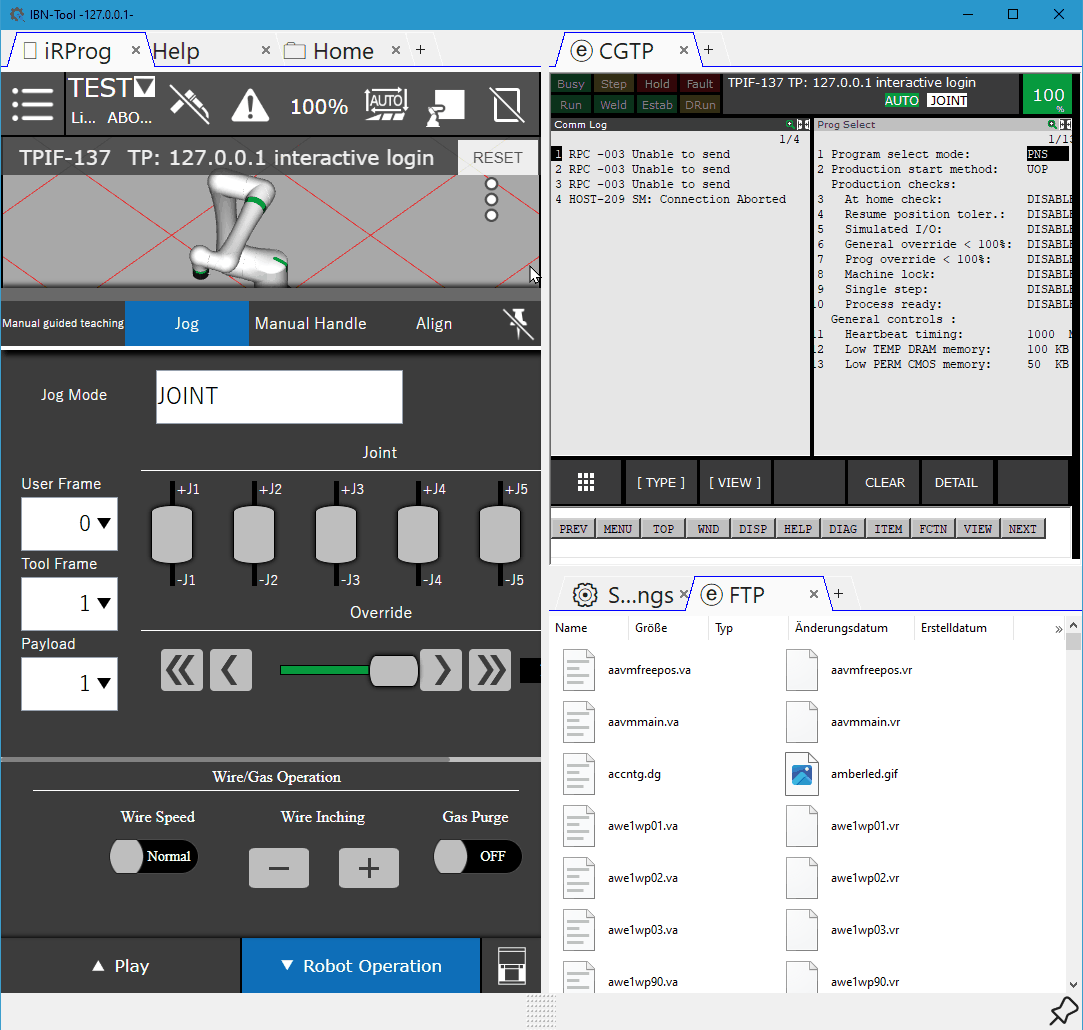 IBN-Tool -127.0.0.1-
iRProg × Help × Home × +
TEST
Li... ABO...
100%
AUTO
TPIF-137 TP: 127.0.0.1 interactive login
RESET
Manual guided teaching Jog Manual Handle Align
Jog Mode JOINT
Joint
User Frame
0
+J1 +J2 +J3 +J4 +J5
-J1 -J2 -J3 -J4 -J5
Tool Frame
1
Override
Payload
1
Wire/Gas Operation
Wire Speed Wire Inching Gas Purge
Normal − + OFF
▲ Play ▼ Robot Operation
CGTP × +
Busy Step Hold Fault
Run Weld Estab DRun
TPIF-137 TP: 127.0.0.1 interactive login
AUTO JOINT
100
%
Comm Log
1/4
1 RPC -003 Unable to send
2 RPC -003 Unable to send
3 RPC -003 Unable to send
4 HOST-209 SM: Connection Aborted
Prog Select
1/13
1 Program select mode: PNS
2 Production start method: UOP
Production checks:
3 At home check: DISABLE
4 Resume position toler.: DISABLE
5 Simulated I/O: DISABLE
6 General override < 100%: DISABLE
7 Prog override < 100%: DISABLE
8 Machine lock: DISABLE
9 Single step: DISABLE
10 Process ready: DISABLE
General controls :
11 Heartbeat timing: 1000 M
12 Low TEMP DRAM memory: 100 KB
13 Low PERM CMOS memory: 50 KB
[ TYPE ] [ VIEW ] CLEAR DETAIL
PREV MENU TOP WND DISP HELP DIAG ITEM FCTN VIEW NEXT
S...ngs × FTP × +
Name Größe Typ Änderungsdatum Erstelldatum »
aavmfreepos.va aavmfreepos.vr
aavmmain.va aavmmain.vr
accntg.dg amberled.gif
awe1wp01.va awe1wp01.vr
awe1wp02.va awe1wp02.vr
awe1wp03.va awe1wp03.vr
awe1wp90.va awe1wp90.vr